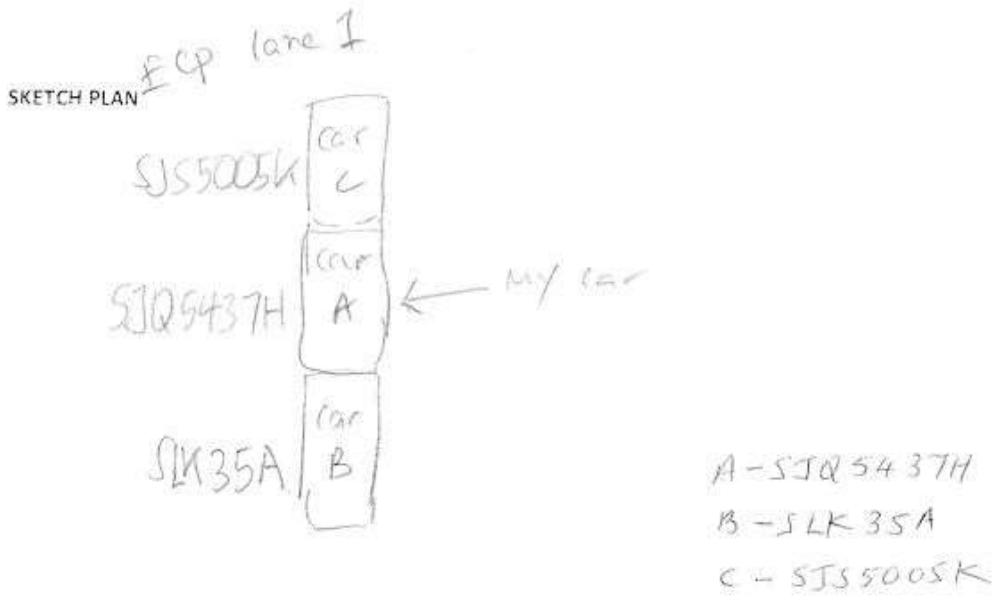 ECP lane 1
SKETCH PLAN
car
C
SJS5005K
car
A
SJQ5437H
My car
car
B
SLK35A
A-SJQ5437H
B-SLK35A
C-SJS5005K